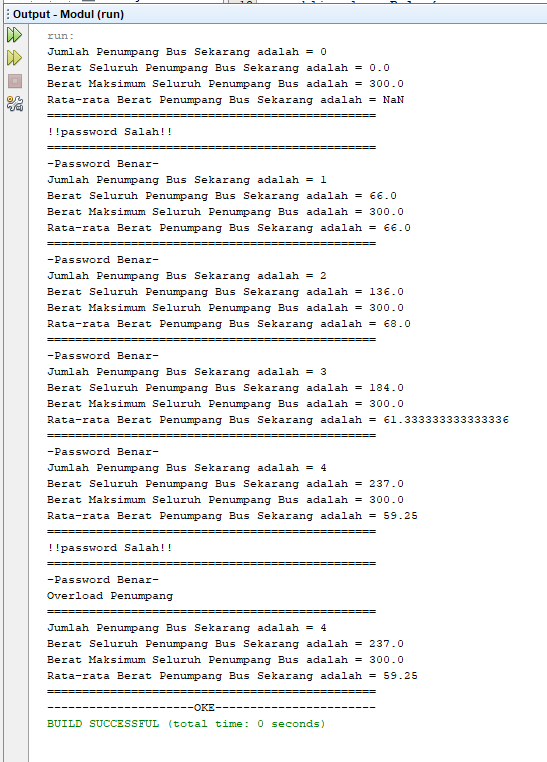 Output - Modul (run)
run:
Jumlah Penumpang Bus Sekarang adalah = 0
Berat Seluruh Penumpang Bus Sekarang adalah = 0.0
Berat Maksimum Seluruh Penumpang Bus adalah = 300.0
Rata-rata Berat Penumpang Bus Sekarang adalah = NaN
===============================================
!!password Salah!!
===============================================
-Password Benar-
Jumlah Penumpang Bus Sekarang adalah = 1
Berat Seluruh Penumpang Bus Sekarang adalah = 66.0
Berat Maksimum Seluruh Penumpang Bus adalah = 300.0
Rata-rata Berat Penumpang Bus Sekarang adalah = 66.0
===============================================
-Password Benar-
Jumlah Penumpang Bus Sekarang adalah = 2
Berat Seluruh Penumpang Bus Sekarang adalah = 136.0
Berat Maksimum Seluruh Penumpang Bus adalah = 300.0
Rata-rata Berat Penumpang Bus Sekarang adalah = 68.0
===============================================
-Password Benar-
Jumlah Penumpang Bus Sekarang adalah = 3
Berat Seluruh Penumpang Bus Sekarang adalah = 184.0
Berat Maksimum Seluruh Penumpang Bus adalah = 300.0
Rata-rata Berat Penumpang Bus Sekarang adalah = 61.333333333333336
===============================================
-Password Benar-
Jumlah Penumpang Bus Sekarang adalah = 4
Berat Seluruh Penumpang Bus Sekarang adalah = 237.0
Berat Maksimum Seluruh Penumpang Bus adalah = 300.0
Rata-rata Berat Penumpang Bus Sekarang adalah = 59.25
===============================================
!!password Salah!!
===============================================
-Password Benar-
Overload Penumpang
===============================================
Jumlah Penumpang Bus Sekarang adalah = 4
Berat Seluruh Penumpang Bus Sekarang adalah = 237.0
Berat Maksimum Seluruh Penumpang Bus adalah = 300.0
Rata-rata Berat Penumpang Bus Sekarang adalah = 59.25
===============================================
---------------------OKE-----------------------
BUILD SUCCESSFUL (total time: 0 seconds)